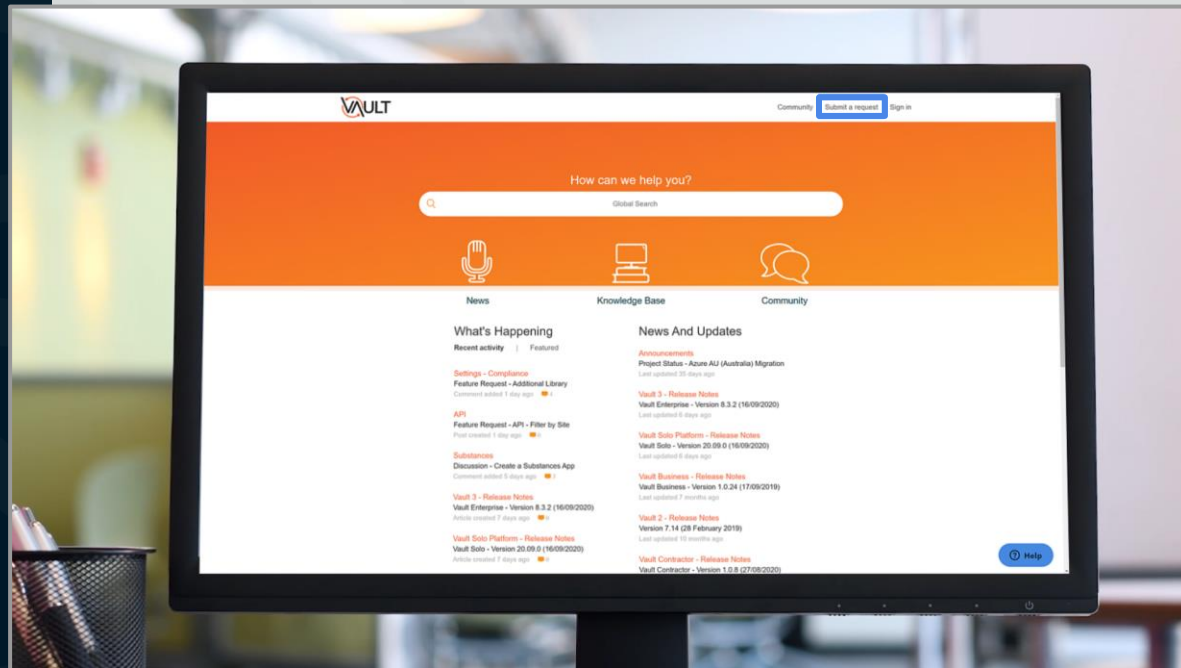 VAULT
Community Submit a request Sign in
How can we help you?
Global Search
News Knowledge Base Community
What's Happening
Recent activity | Featured
Settings - Compliance
Feature Request - Additional Library
Comment added 1 day ago 4
API
Feature Request - API - Filter by Site
Post created 1 day ago 0
Substances
Discussion - Create a Substances App
Comment added 5 days ago
Vault 3 - Release Notes
Vault Enterprise - Version 8.3.2 (16/09/2020)
Article created 7 days ago 0
Vault Solo Platform - Release Notes
Vault Solo - Version 20.09.0 (16/09/2020)
Article created 7 days ago 0
News And Updates
Announcements
Project Status - Azure AU (Australia) Migration
Last updated 35 days ago
Vault 3 - Release Notes
Vault Enterprise - Version 8.3.2 (16/09/2020)
Last updated 6 days ago
Vault Solo Platform - Release Notes
Vault Solo - Version 20.09.0 (16/09/2020)
Last updated 6 days ago
Vault Business - Release Notes
Vault Business - Version 1.0.24 (17/09/2019)
Last updated 7 months ago
Vault 2 - Release Notes
Version 7.14 (28 February 2019)
Last updated 10 months ago
Vault Contractor - Release Notes
Vault Contractor - Version 1.0.8 (27/08/2020)
Help